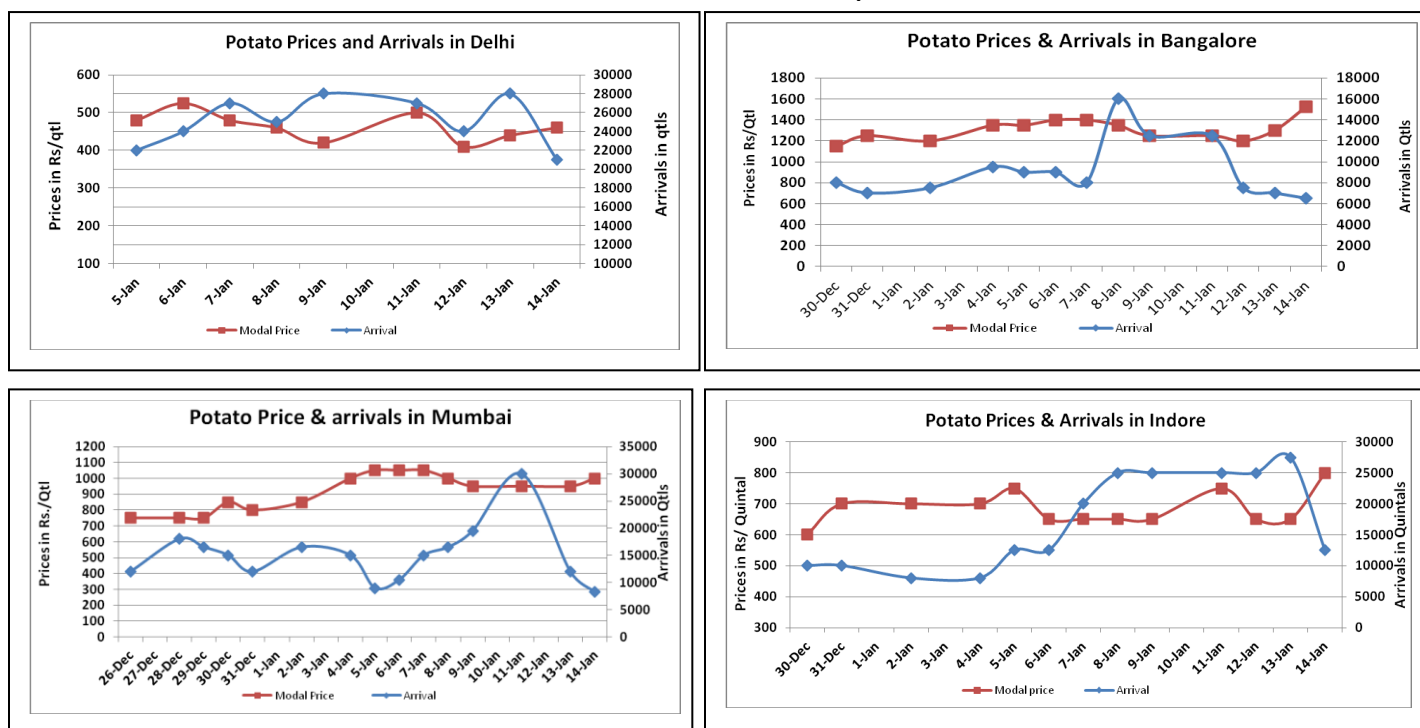 Potato Prices and Arrivals in Delhi
600
500
400
300
200
100
30000
28000
26000
24000
22000
20000
18000
16000
14000
12000
10000
Prices in Rs/Qtl
Arrivals in qtls
5-Jan
6-Jan
7-Jan
8-Jan
9-Jan
10-Jan
11-Jan
12-Jan
13-Jan
14-Jan
Modal Price
Arrival
Potato Prices & Arrivals in Bangalore
1800
1600
1400
1200
1000
800
600
400
200
0
18000
16000
14000
12000
10000
8000
6000
4000
2000
0
Prices in Rs/Qtl
Arrivals in Qtls
30-Dec
31-Dec
1-Jan
2-Jan
3-Jan
4-Jan
5-Jan
6-Jan
7-Jan
8-Jan
9-Jan
10-Jan
11-Jan
12-Jan
13-Jan
14-Jan
Modal Price
Arrival
Potato Price & arrivals in Mumbai
1200
1100
1000
900
800
700
600
500
400
300
200
100
0
35000
30000
25000
20000
15000
10000
5000
0
Prices in Rs./Qtl
Arrivals in Qtls
26-Dec
27-Dec
28-Dec
29-Dec
30-Dec
31-Dec
1-Jan
2-Jan
3-Jan
4-Jan
5-Jan
6-Jan
7-Jan
8-Jan
9-Jan
10-Jan
11-Jan
12-Jan
13-Jan
14-Jan
Modal Price
Arrival
Potato Prices & Arrivals in Indore
900
800
700
600
500
400
300
30000
25000
20000
15000
10000
5000
0
Prices in Rs/ Quintal
Arrivals in Quintals
30-Dec
31-Dec
1-Jan
2-Jan
3-Jan
4-Jan
5-Jan
6-Jan
7-Jan
8-Jan
9-Jan
10-Jan
11-Jan
12-Jan
13-Jan
14-Jan
Modal price
Arrival